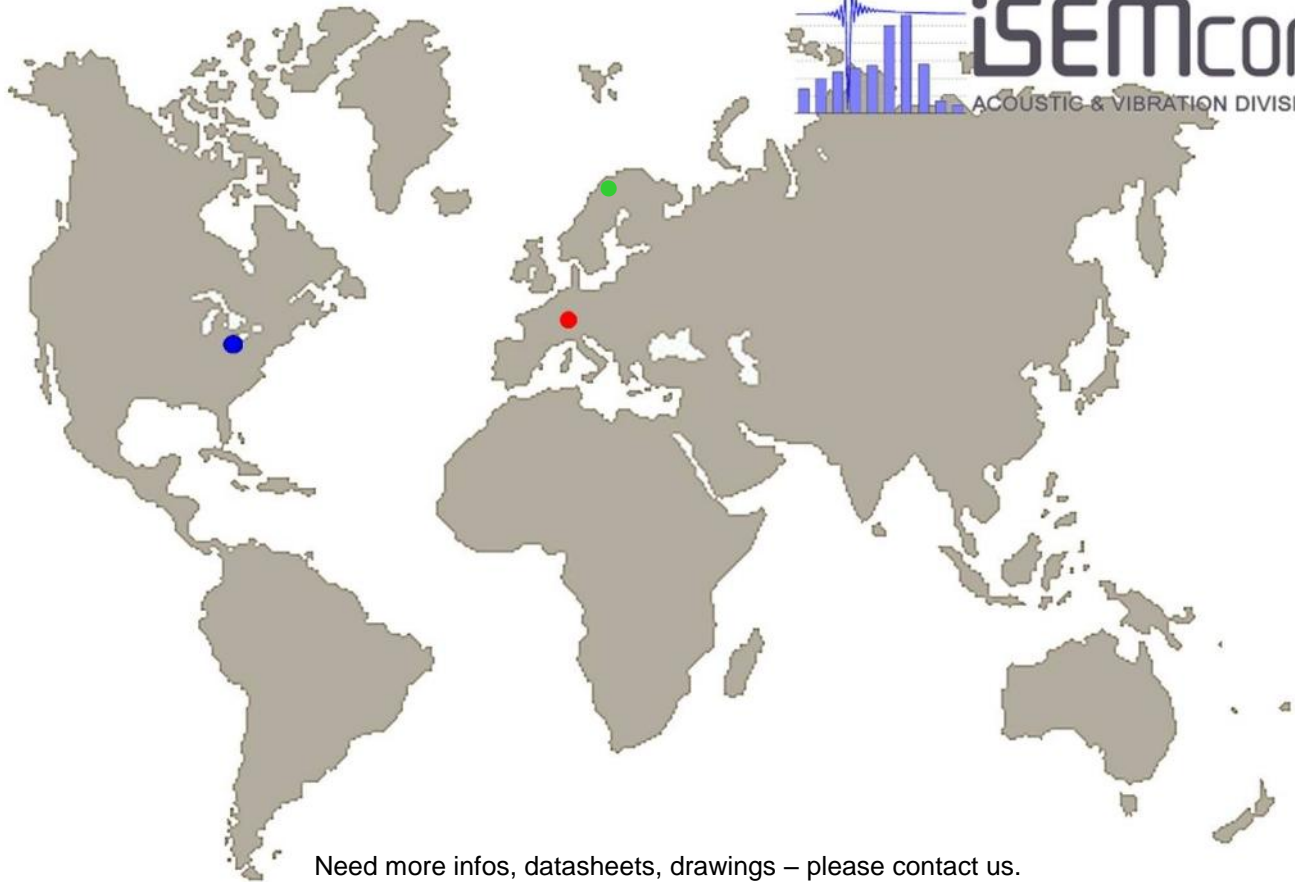 iSEMcon
ACOUSTIC & VIBRATION DIVIS
Need more infos, datasheets, drawings – please contact us.